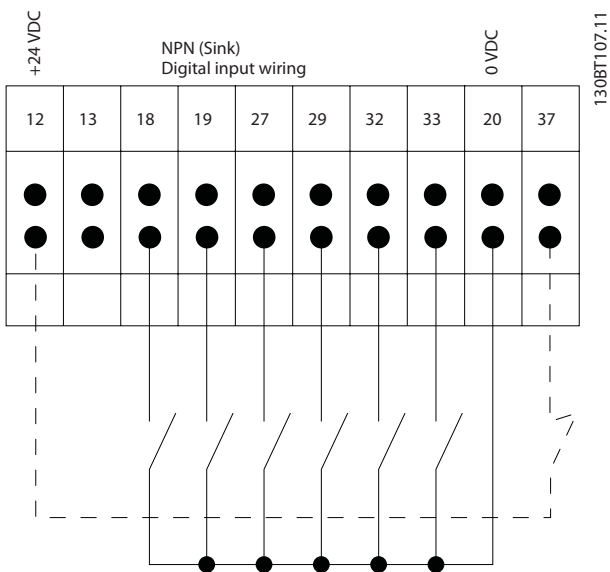 +24 VDC
NPN (Sink)
Digital input wiring
0 VDC
130BT107.11
12 13 18 19 27 29 32 33 20 37